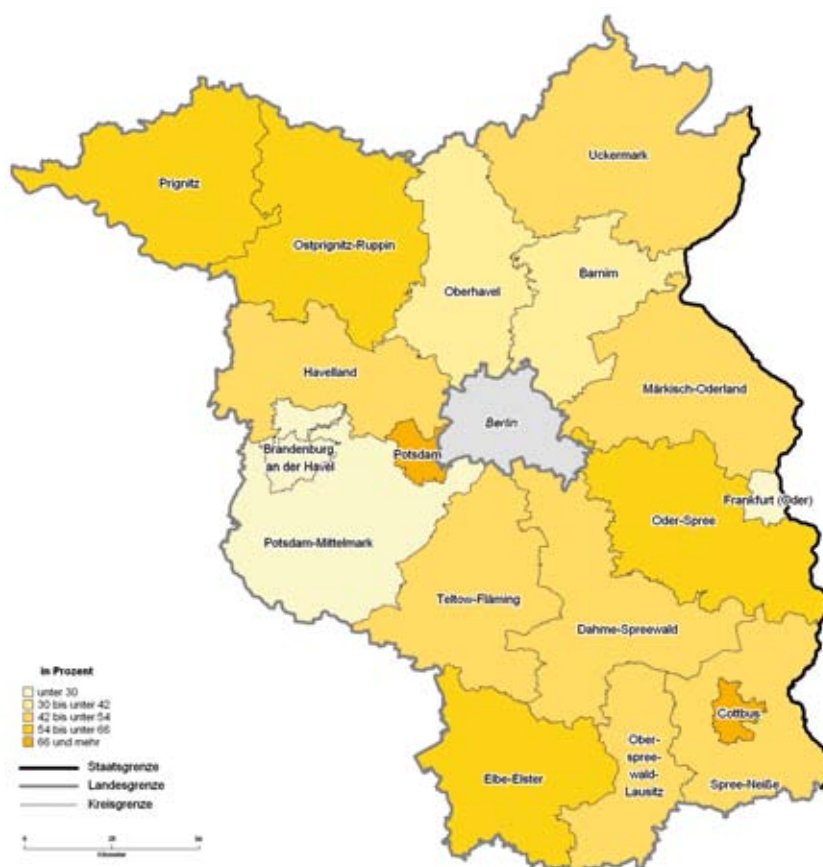 Uckermark
Prignitz
Ostprignitz-Ruppin
Oberhavel
Barnim
Havelland
Märkisch-Oderland
Berlin
Brandenburg
an der Havel
Potsdam
Frankfurt (Oder)
Oder-Spree
Potsdam-Mittelmark
Teltow-Fläming
Dahme-Spreewald
Cottbus
Ober-
spree-
wald-
Lausitz
Elbe-Elster
Spree-Neiße
in Prozent
unter 30
30 bis unter 42
42 bis unter 54
54 bis unter 66
66 und mehr
Staatsgrenze
Landesgrenze
Kreisgrenze